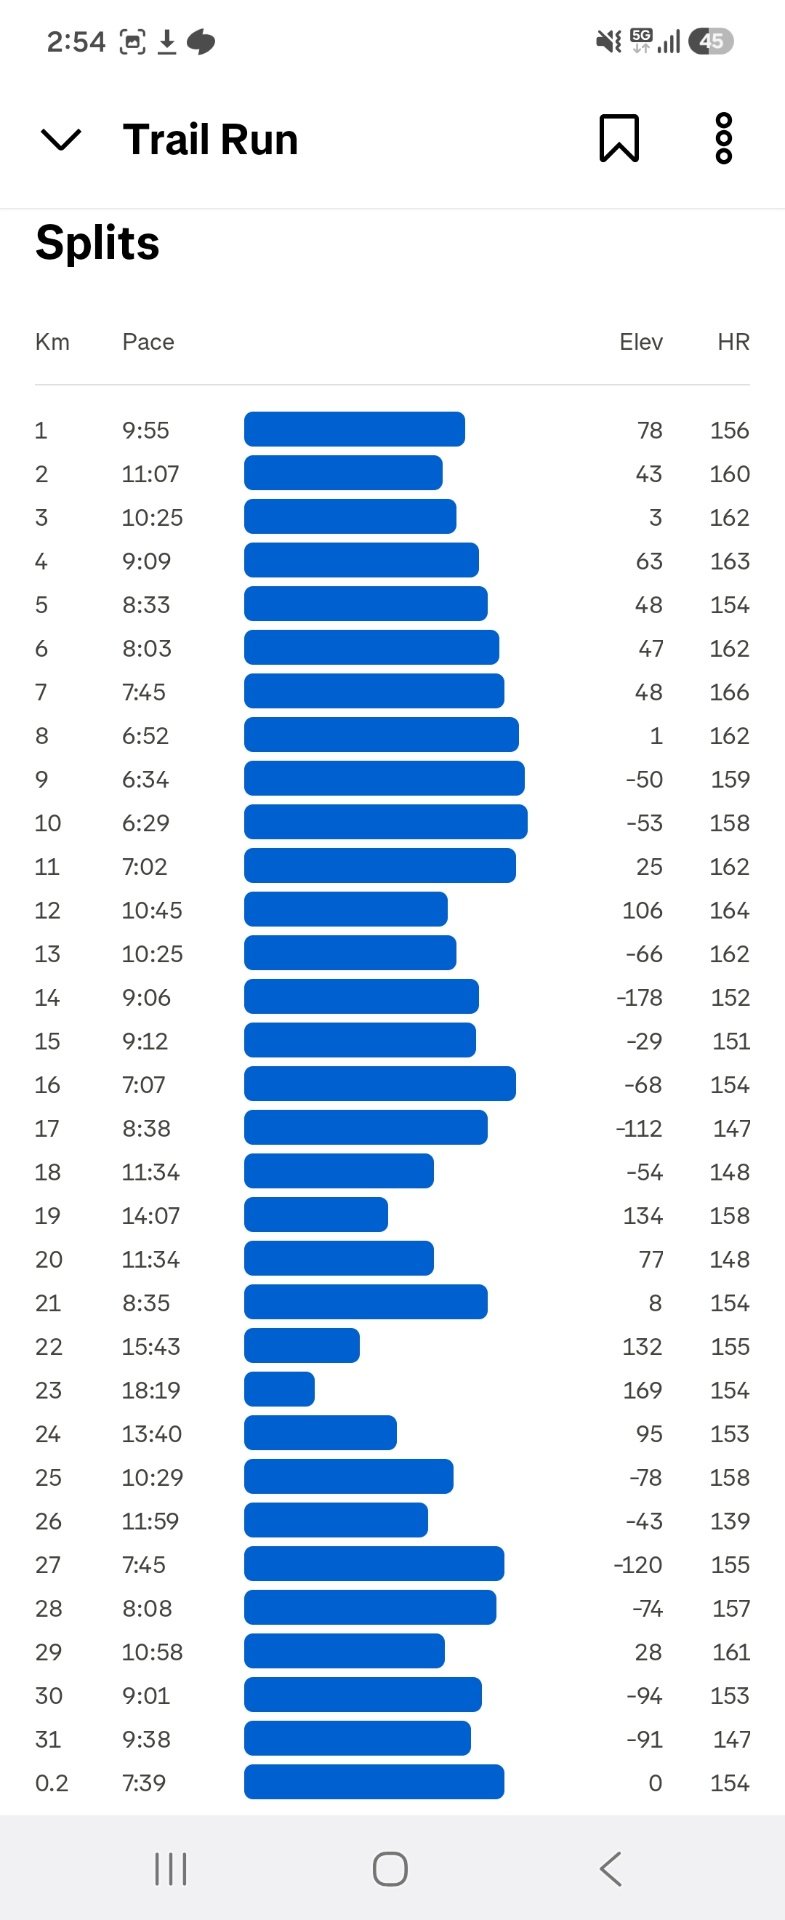 2:54 5G 45
Trail Run
Splits
Km Pace Elev HR
1 9:55 78 156
2 11:07 43 160
3 10:25 3 162
4 9:09 63 163
5 8:33 48 154
6 8:03 47 162
7 7:45 48 166
8 6:52 1 162
9 6:34 -50 159
10 6:29 -53 158
11 7:02 25 162
12 10:45 106 164
13 10:25 -66 162
14 9:06 -178 152
15 9:12 -29 151
16 7:07 -68 154
17 8:38 -112 147
18 11:34 -54 148
19 14:07 134 158
20 11:34 77 148
21 8:35 8 154
22 15:43 132 155
23 18:19 169 154
24 13:40 95 153
25 10:29 -78 158
26 11:59 -43 139
27 7:45 -120 155
28 8:08 -74 157
29 10:58 28 161
30 9:01 -94 153
31 9:38 -91 147
0.2 7:39 0 154